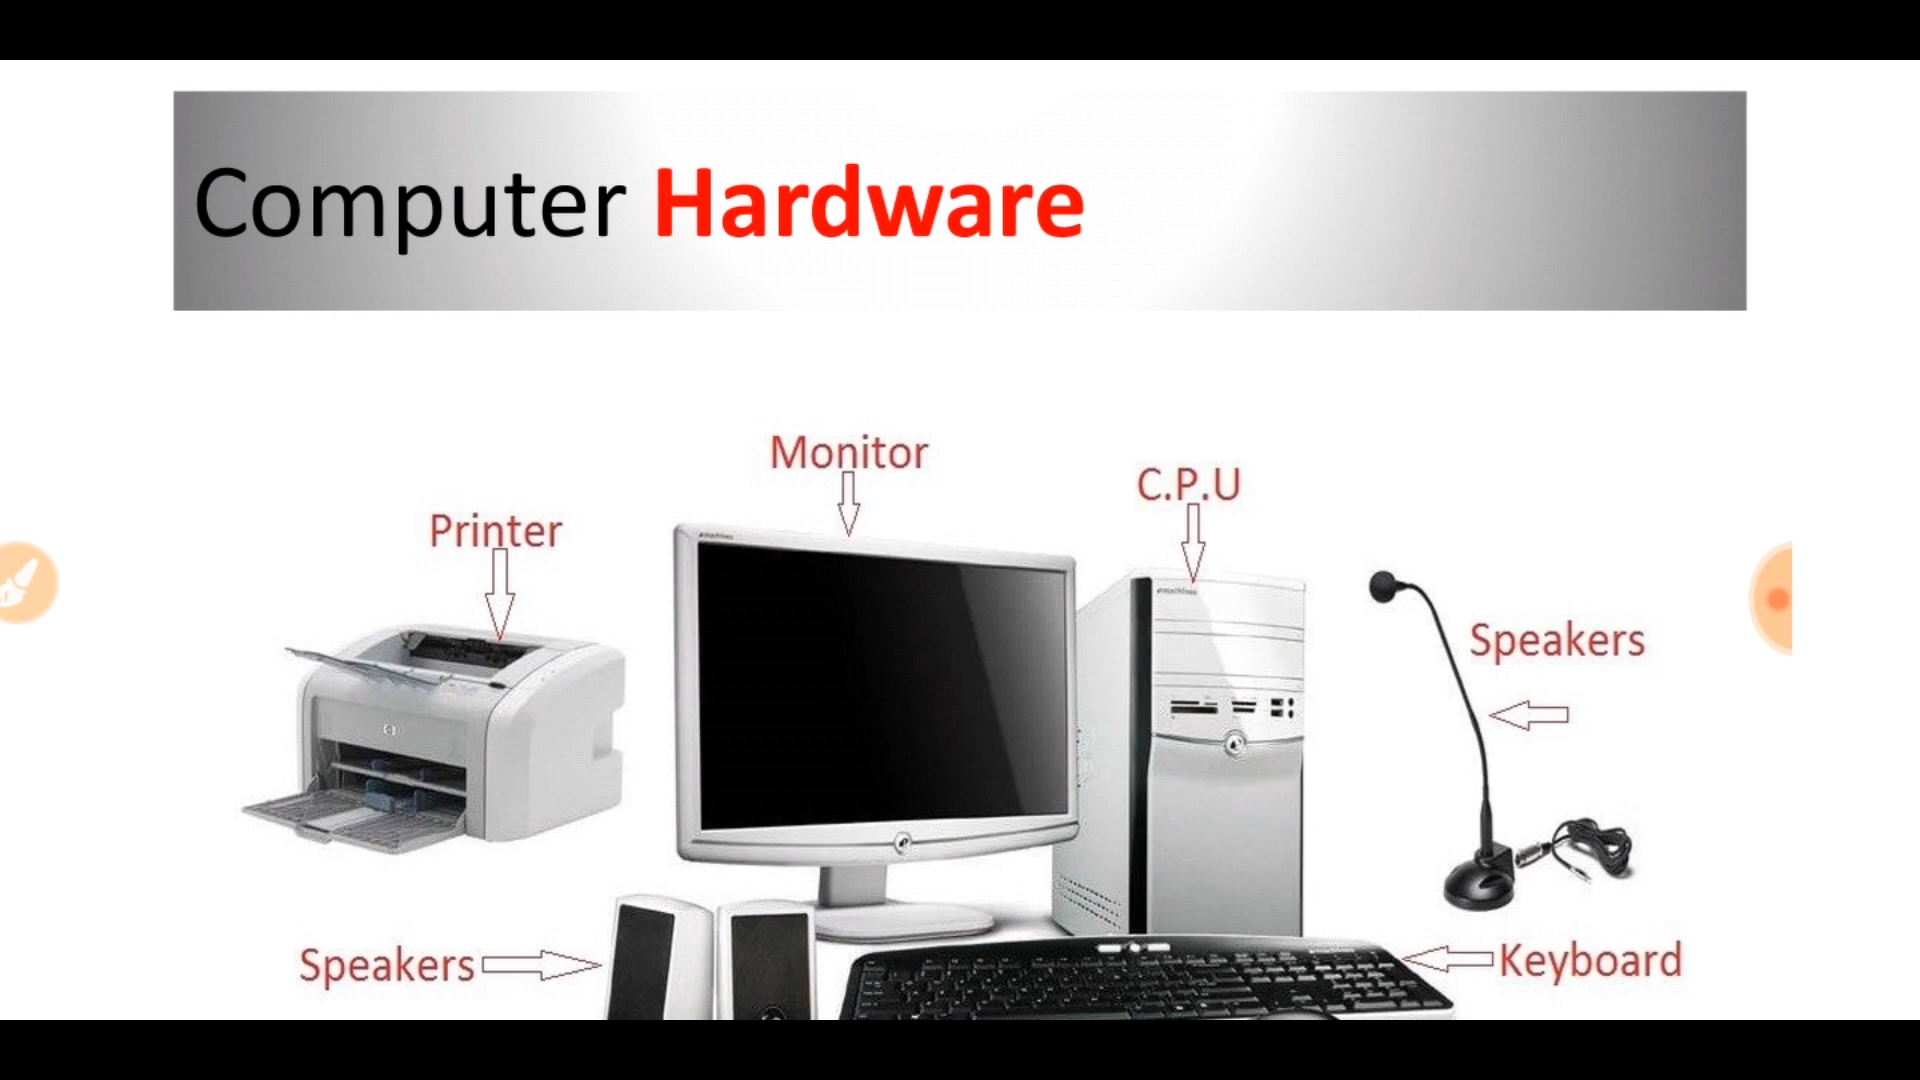 Computer Hardware
Monitor
C.P.U
Printer
Speakers
Speakers
Keyboard